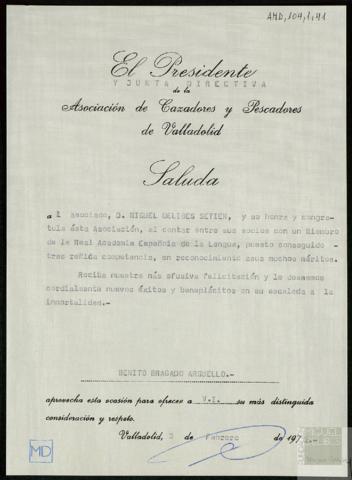 AMD,104,1,41
El Presidente
Y JUNTA DIRECTIVA
de la
Asociación de Cazadores y Pescadores
de Valladolid
Saluda
a l asociado, D. MIGUEL DELIBES SETIEN, y se honra y congra-
tula ésta Asociación, al contar entre sus socios con un Miembro
de la Real Academia Española de la Lengua, puesto conseguido -
tras reñida competencia, en reconocimiento asus muchos méritos.
Reciba nuestra más efusiva felicitación y le deseamos
cordialmente nuevos éxitos y beneplácitos en su escalada a la
inmortalidad.
BENITO BRAGADO ARGUELLO.-
aprovecha esta ocasión para ofrecer a V.I. su más distinguida
consideración y respeto.
Valladolid, 3 de Febrero de 197
MD